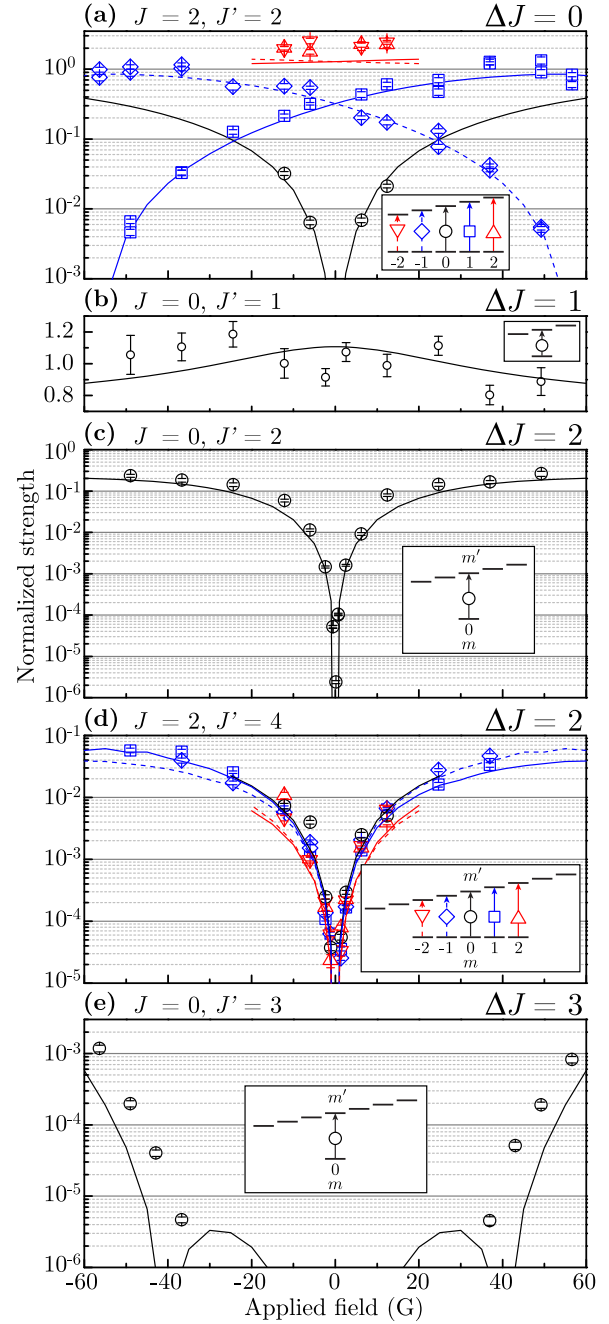 (a) J = 2, J' = 2 ΔJ = 0
10^0
10^-1
10^-2
10^-3
-2 -1 0 1 2
(b) J = 0, J' = 1 ΔJ = 1
1.2
1.0
0.8
(c) J = 0, J' = 2 ΔJ = 2
10^0
10^-1
10^-2
10^-3
10^-4
10^-5
10^-6
m'
0
m
Normalized strength
(d) J = 2, J' = 4 ΔJ = 2
10^-1
10^-2
10^-3
10^-4
10^-5
m'
-2 -1 0 1 2
m
(e) J = 0, J' = 3 ΔJ = 3
10^-3
10^-4
10^-5
10^-6
m'
0
m
-60 -40 -20 0 20 40 60
Applied field (G)